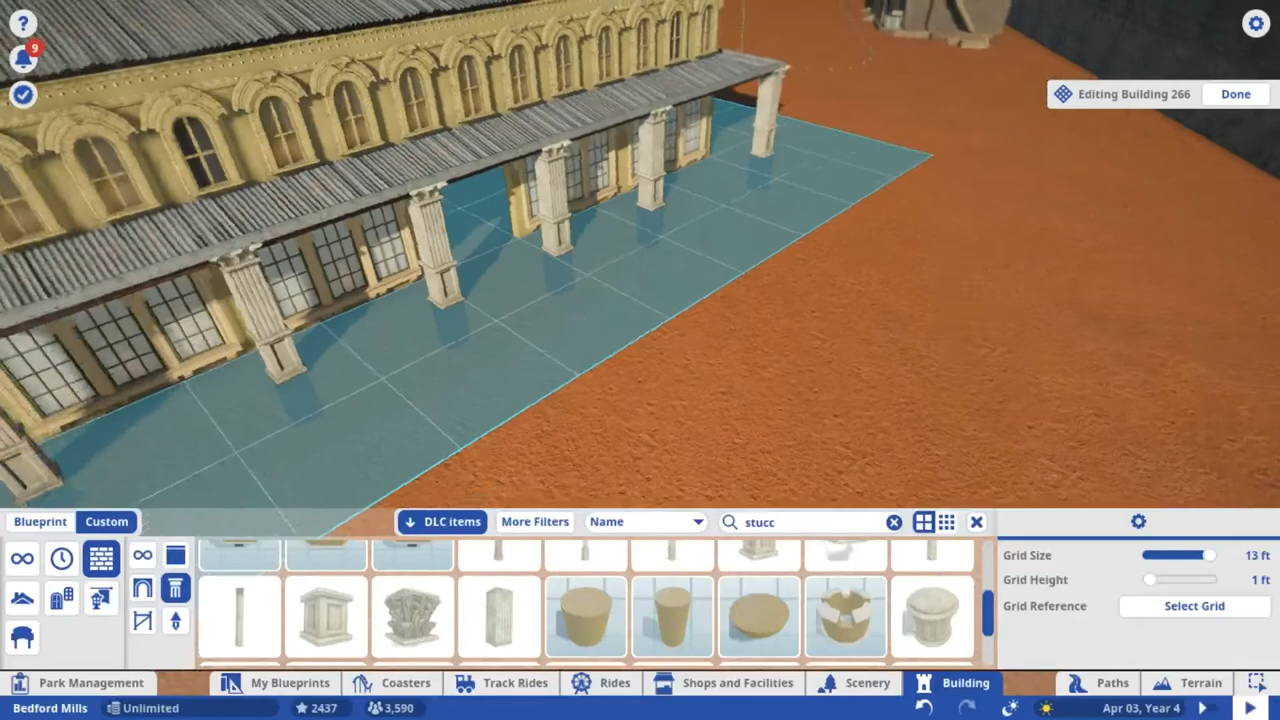 ?
9
Editing Building 266 Done
Blueprint Custom DLC items More Filters Name stucc
Grid Size 13 ft
Grid Height 1 ft
Grid Reference Select Grid
Park Management My Blueprints Coasters Track Rides Rides Shops and Facilities Scenery Building Paths Terrain
Bedford Mills Unlimited 2437 3,590 Apr 03, Year 4